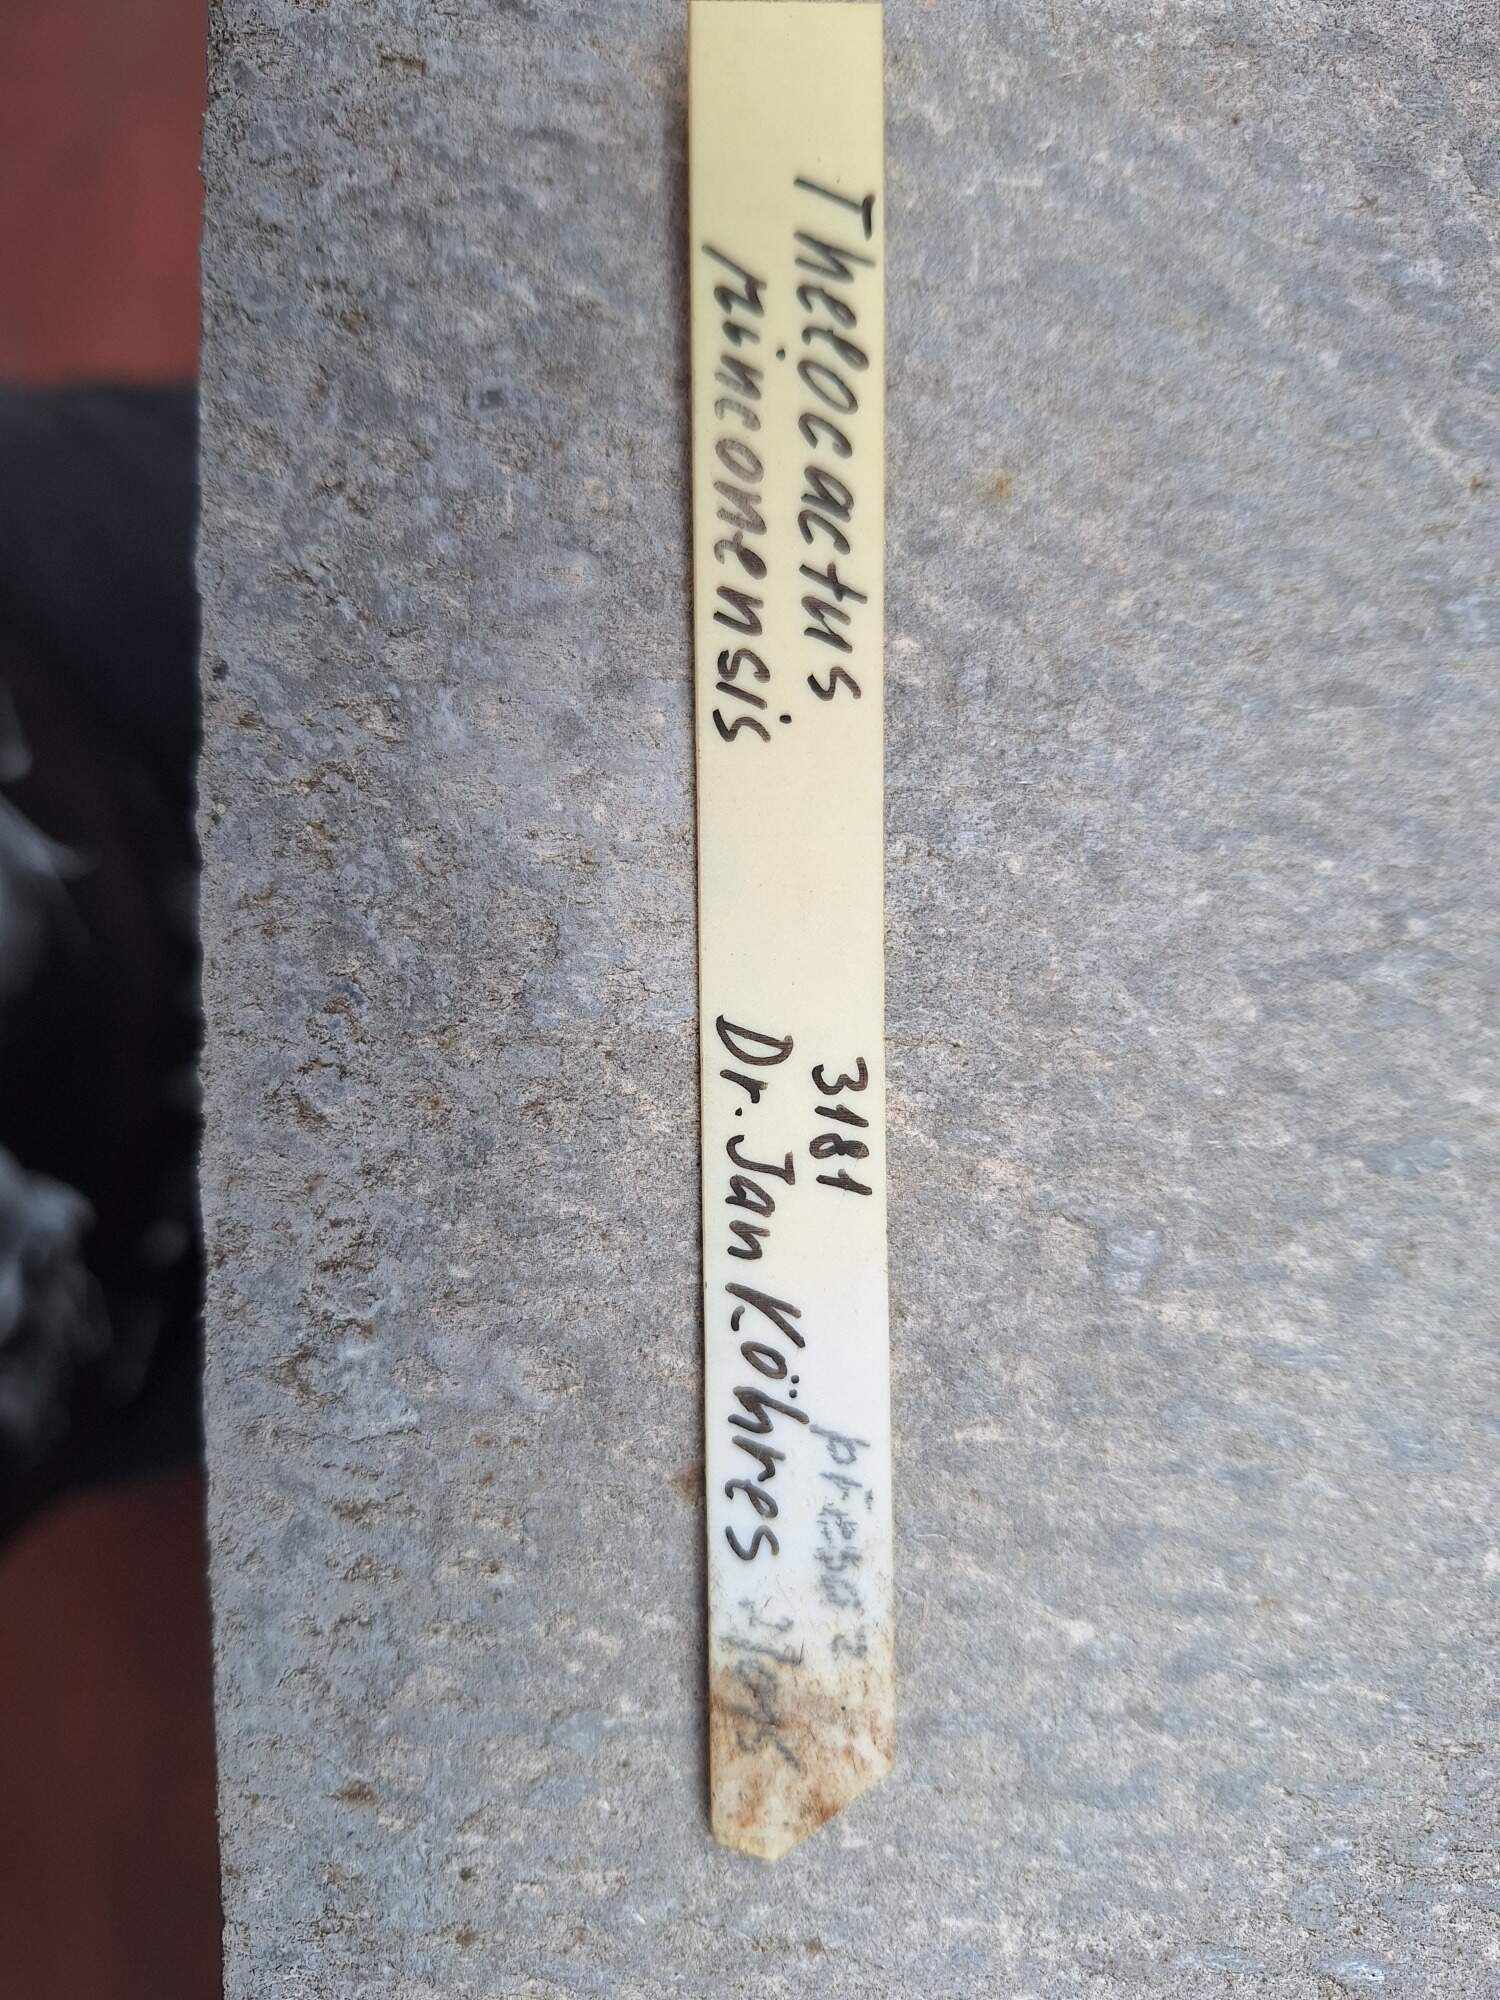 Thelocactus
rinconensis
3181
Dr. Jan Köhres